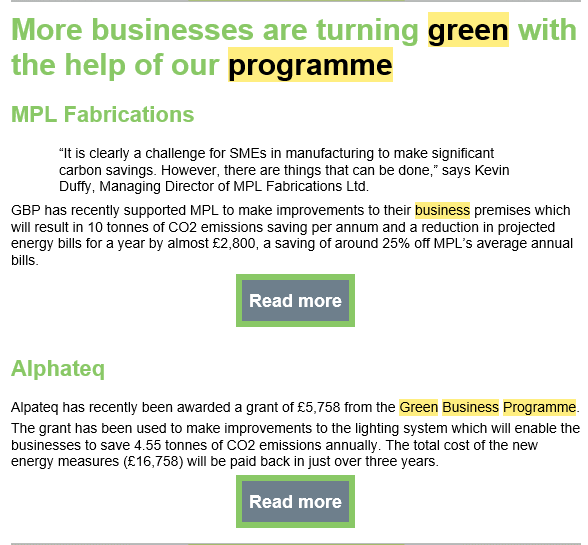 More businesses are turning green with
the help of our programme
MPL Fabrications
“It is clearly a challenge for SMEs in manufacturing to make significant
carbon savings. However, there are things that can be done,” says Kevin
Duffy, Managing Director of MPL Fabrications Ltd.
GBP has recently supported MPL to make improvements to their business premises which
will result in 10 tonnes of CO2 emissions saving per annum and a reduction in projected
energy bills for a year by almost £2,800, a saving of around 25% off MPL’s average annual
bills.
Read more
Alphateq
Alpateq has recently been awarded a grant of £5,758 from the Green Business Programme.
The grant has been used to make improvements to the lighting system which will enable the
businesses to save 4.55 tonnes of CO2 emissions annually. The total cost of the new
energy measures (£16,758) will be paid back in just over three years.
Read more